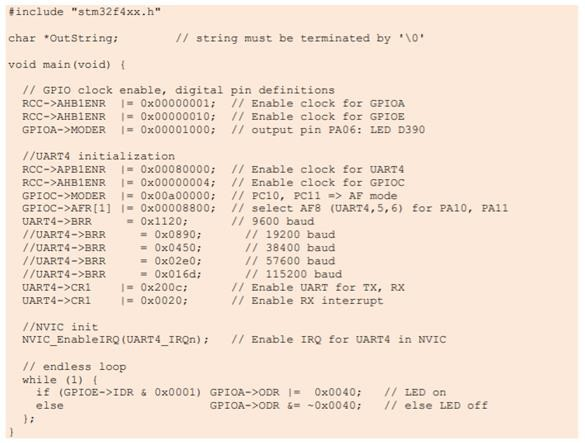 #include "stm32f4xx.h"
char *OutString;        // string must be terminated by '\0'
void main(void) {
// GPIO clock enable, digital pin definitions
RCC->AHB1ENR  |= 0x00000001;  // Enable clock for GPIOA
RCC->AHB1ENR  |= 0x00000010;  // Enable clock for GPIOE
GPIOA->MODER  |= 0x00001000;  // output pin PA06: LED D390
//UART4 initialization
RCC->APB1ENR  |= 0x00080000;  // Enable clock for UART4
RCC->AHB1ENR  |= 0x00000004;  // Enable clock for GPIOC
GPIOC->MODER  |= 0x00a00000;  // PC10, PC11 => AF mode
GPIOC->AFR[1] |= 0x00008800;  // select AF8 (UART4,5,6) for PA10, PA11
UART4->BRR     = 0x1120;      // 9600 baud
//UART4->BRR     = 0x0890;      // 19200 baud
//UART4->BRR     = 0x0450;      // 38400 baud
//UART4->BRR     = 0x02e0;      // 57600 baud
//UART4->BRR     = 0x016d;      // 115200 baud
UART4->CR1    |= 0x200c;      // Enable UART for TX, RX
UART4->CR1    |= 0x0020;      // Enable RX interrupt
//NVIC init
NVIC_EnableIRQ(UART4_IRQn);   // Enable IRQ for UART4 in NVIC
// endless loop
while (1) {
if (GPIOE->IDR & 0x0001) GPIOA->ODR |=  0x0040;   // LED on
else                     GPIOA->ODR &= ~0x0040;   // else LED off
};
}